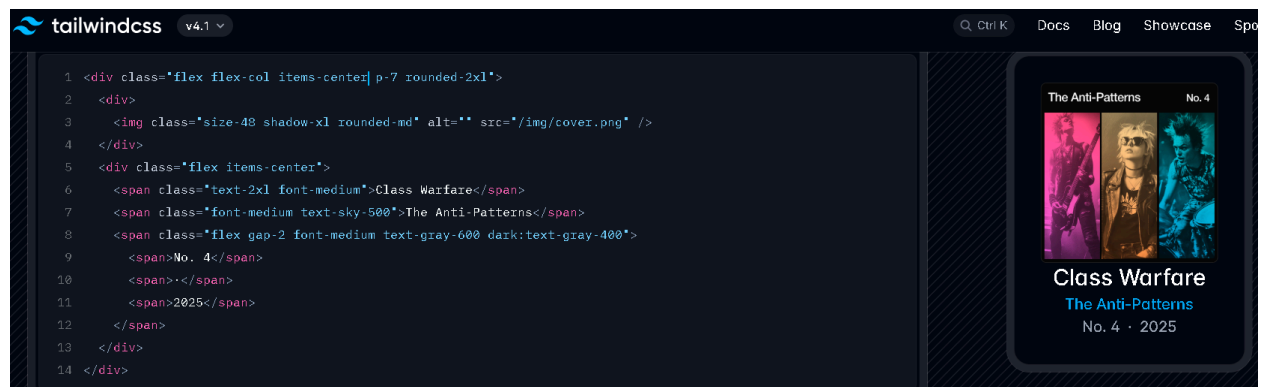 tailwindcss v4.1 Ctrl K Docs Blog Showcase Spo
1 <div class="flex flex-col items-center p-7 rounded-2xl">
2 <div>
3 <img class="size-48 shadow-xl rounded-md" alt="" src="/img/cover.png" />
4 </div>
5 <div class="flex items-center">
6 <span class="text-2xl font-medium">Class Warfare</span>
7 <span class="font-medium text-sky-500">The Anti-Patterns</span>
8 <span class="flex gap-2 font-medium text-gray-600 dark:text-gray-400">
9 <span>No. 4</span>
10 <span>·</span>
11 <span>2025</span>
12 </span>
13 </div>
14 </div>
The Anti-Patterns No. 4
Class Warfare
The Anti-Patterns
No. 4 · 2025